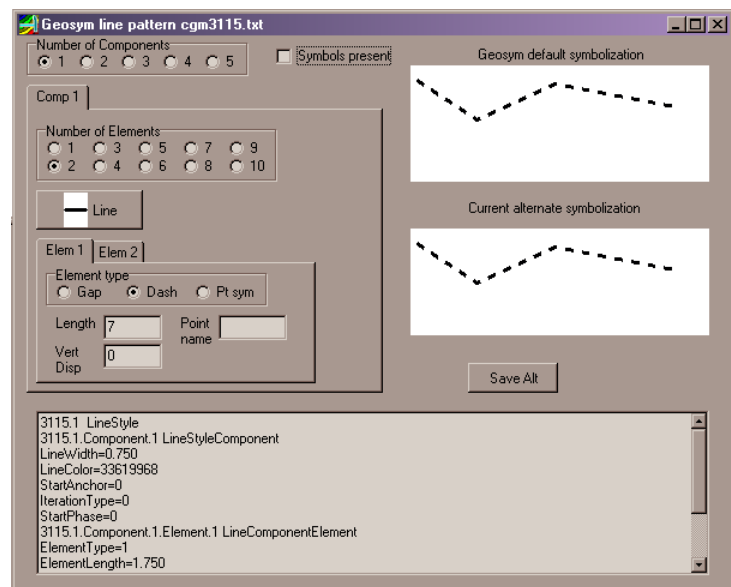 Geosym line pattern cgm3115.txt
Number of Components
1 2 3 4 5
Symbols present
Geosym default symbolization
Comp 1
Number of Elements
1 3 5 7 9
2 4 6 8 10
Line
Current alternate symbolization
Elem 1 Elem 2
Element type
Gap Dash Pt sym
Length 7 Point name
Vert Disp 0
Save Alt
3115.1 LineStyle
3115.1.Component.1 LineStyleComponent
LineWidth=0.750
LineColor=33619968
StartAnchor=0
IterationType=0
StartPhase=0
3115.1.Component.1.Element.1 LineComponentElement
ElementType=1
ElementLength=1.750